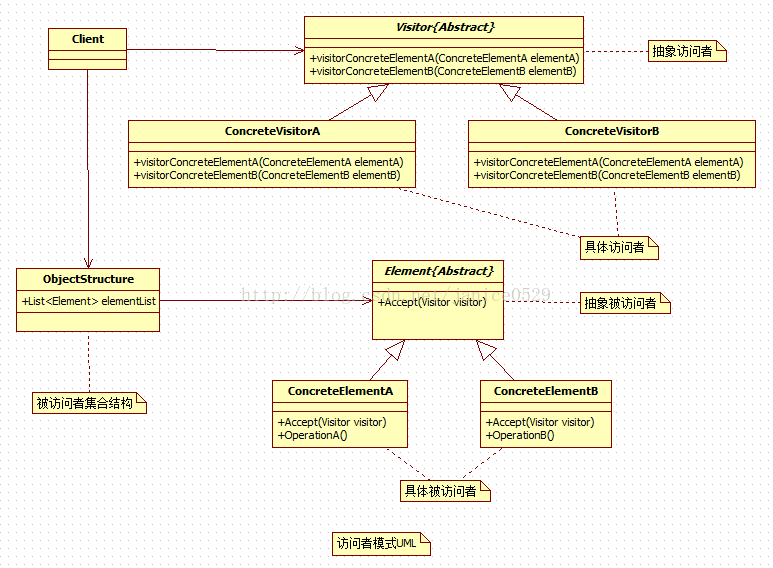 Client
Visitor{Abstract}
+visitorConcreteElementA(ConcreteElementA elementA)
+visitorConcreteElementB(ConcreteElementB elementB)
抽象访问者
ConcreteVisitorA
+visitorConcreteElementA(ConcreteElementA elementA)
+visitorConcreteElementB(ConcreteElementB elementB)
ConcreteVisitorB
+visitorConcreteElementA(ConcreteElementA elementA)
+visitorConcreteElementB(ConcreteElementB elementB)
具体访问者
ObjectStructure
+List<Element> elementList
Element{Abstract}
+Accept(Visitor visitor)
抽象被访问者
http://blog.csdn.net/janice0529
被访问者集合结构
ConcreteElementA
+Accept(Visitor visitor)
+OperationA()
ConcreteElementB
+Accept(Visitor visitor)
+OperationB()
具体被访问者
访问者模式UML